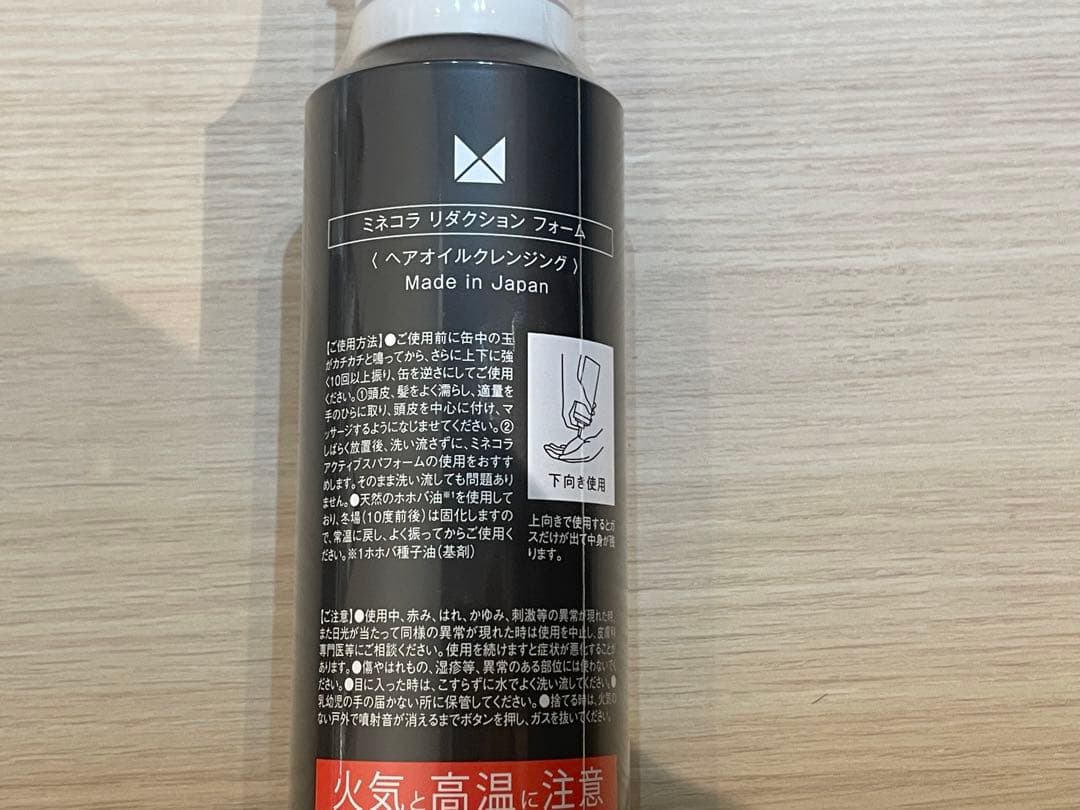 ミネコラ リダクション フォーム
〈 ヘアオイルクレンジング 〉
Made in Japan
【ご使用方法】●ご使用前に缶中の玉
がカチカチと鳴ってから、さらに上下に強
く10回以上振り、缶を逆さにしてご使用
ください。①頭皮、髪をよく濡らし、適量を
手のひらに取り、頭皮を中心に付け、マ
ッサージするようになじませてください。②
しばらく放置後、洗い流さずに、ミネコラ
アクティブスパフォームの使用をおすす
めします。そのまま洗い流しても問題あり
ません。●天然のホホバ油※1を使用して
おり、冬場(10度前後)は固化しますの
で、常温に戻し、よく振ってからご使用く
ださい。※1ホホバ種子油(基剤)
下向き使用
上向きで使用するとガ
スだけが出て中身が残
ります。
【ご注意】●使用中、赤み、はれ、かゆみ、刺激等の異常が現れた時、
また日光が当たって同様の異常が現れた時は使用を中止し、皮膚科
専門医等にご相談ください。使用を続けますと症状が悪化することが
あります。●傷やはれもの、湿疹等、異常のある部位には使わないでく
ださい。●目に入った時は、こすらずに水でよく洗い流してください。●
乳幼児の手の届かない所に保管してください。●捨てる時は、火気の
ない戸外で噴射音が消えるまでボタンを押し、ガスを抜いてください。
火気と高温に注意